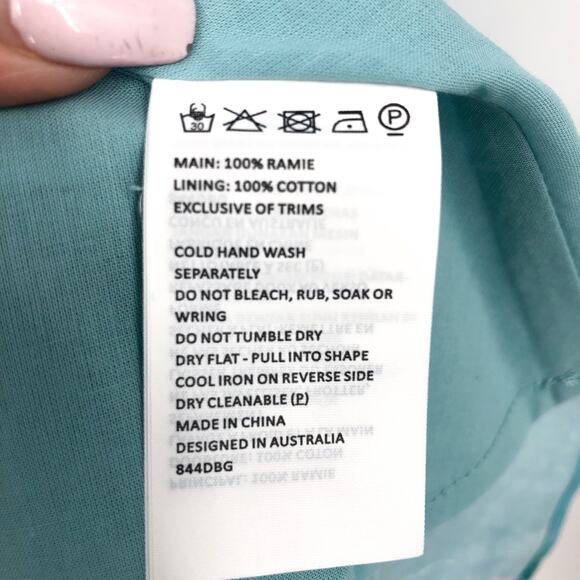 30 P
MAIN: 100% RAMIE
LINING: 100% COTTON
EXCLUSIVE OF TRIMS
COLD HAND WASH
SEPARATELY
DO NOT BLEACH, RUB, SOAK OR
WRING
DO NOT TUMBLE DRY
DRY FLAT - PULL INTO SHAPE
COOL IRON ON REVERSE SIDE
DRY CLEANABLE (P)
MADE IN CHINA
DESIGNED IN AUSTRALIA
844DBG